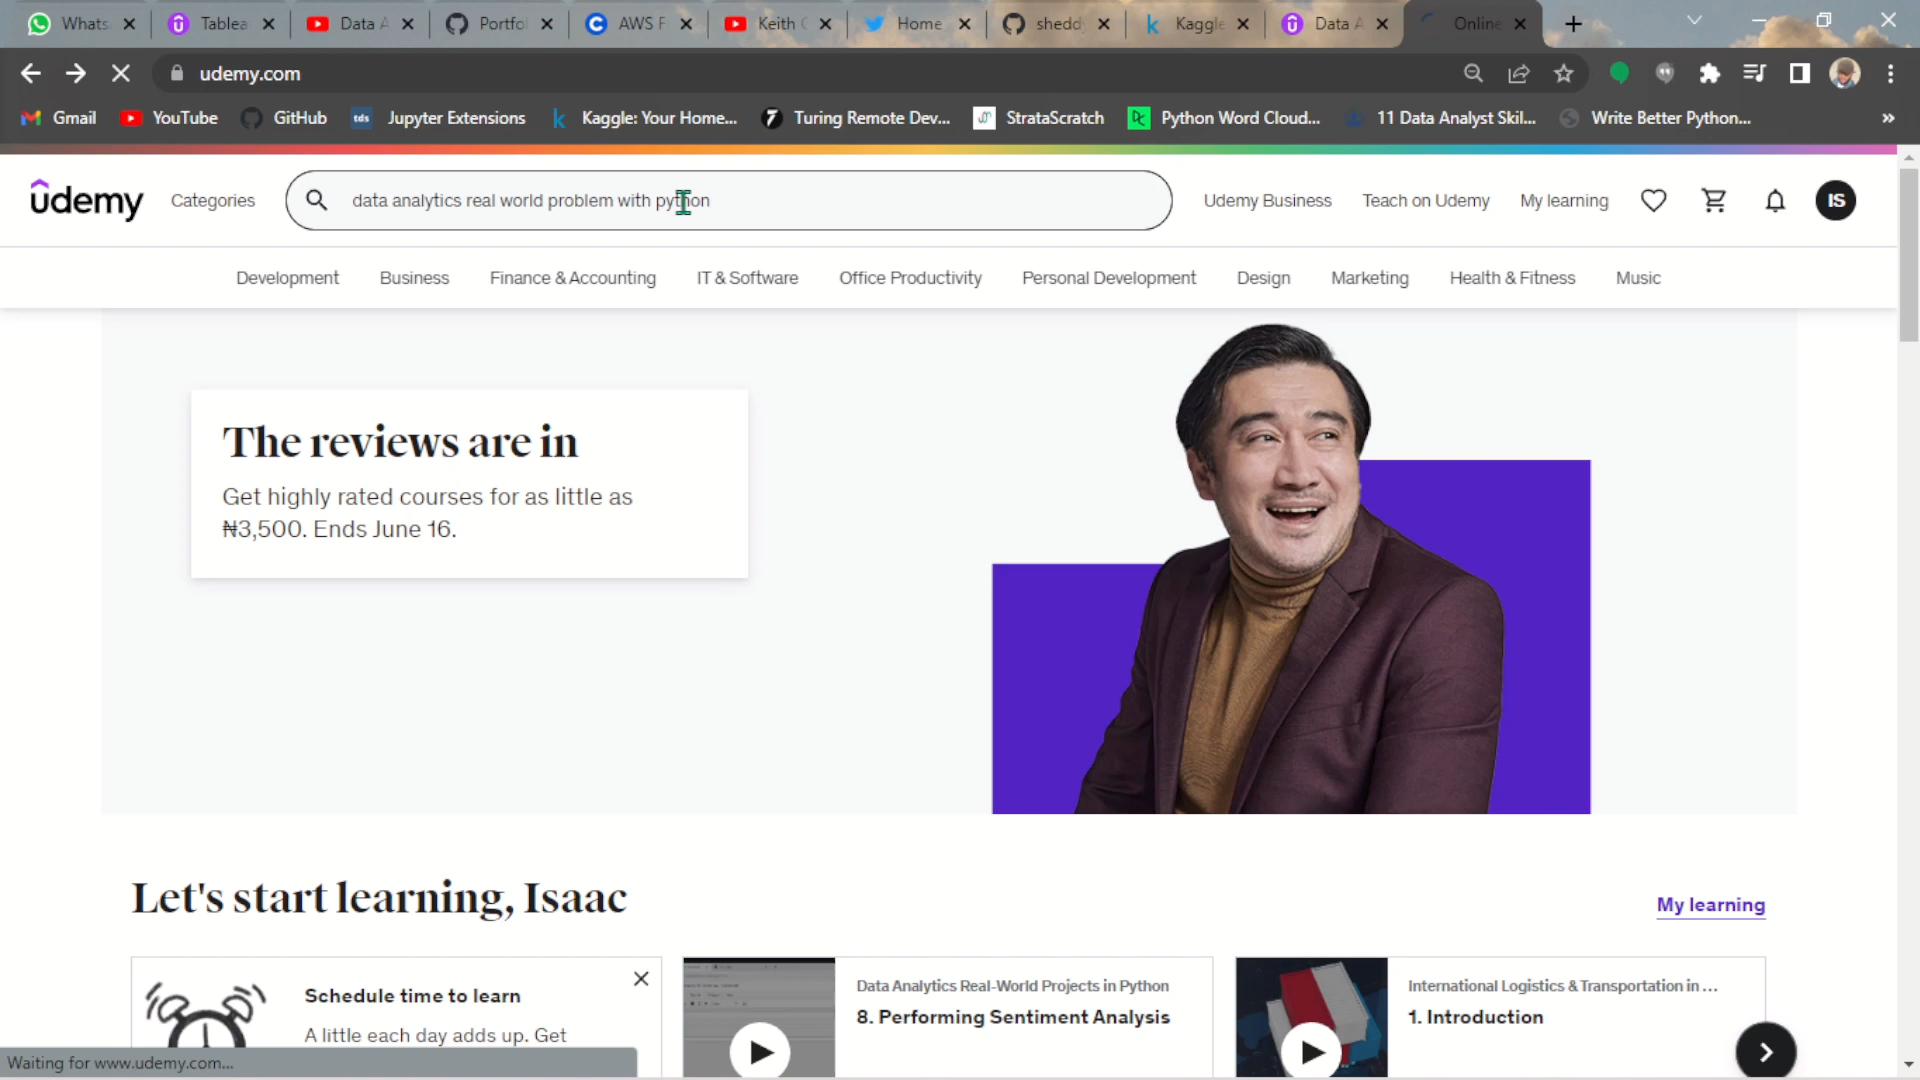 Whats
Tablea
Data A
Portfo
AWS F
Keith C
Home
shedd
Kaggle
Data A
Online
udemy.com
Gmail
YouTube
GitHub
tds Jupyter Extensions
Kaggle: Your Home...
Turing Remote Dev...
StrataScratch
Python Word Cloud...
11 Data Analyst Skil...
Write Better Python...
»
udemy
Categories
data analytics real world problem with python
Udemy Business
Teach on Udemy
My learning
IS
Development
Business
Finance & Accounting
IT & Software
Office Productivity
Personal Development
Design
Marketing
Health & Fitness
Music
The reviews are in
Get highly rated courses for as little as
₦3,500. Ends June 16.
Let's start learning, Isaac
My learning
Schedule time to learn
A little each day adds up. Get
Data Analytics Real-World Projects in Python
8. Performing Sentiment Analysis
International Logistics & Transportation in ...
1. Introduction
Waiting for www.udemy.com...